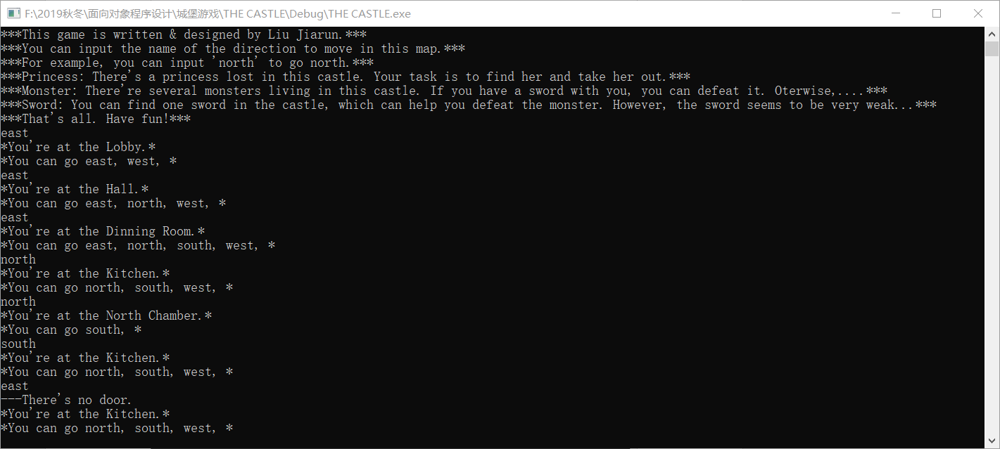 F:\2019秋冬\面向对象程序设计\城堡游戏\THE CASTLE\Debug\THE CASTLE.exe
***This game is written & designed by Liu Jiarun.***
***You can input the name of the direction to move in this map.***
***For example, you can input 'north' to go north.***
***Princess: There's a princess lost in this castle. Your task is to find her and take her out.***
***Monster: There're several monsters living in this castle. If you have a sword with you, you can defeat it. Oterwise,....***
***Sword: You can find one sword in the castle, which can help you defeat the monster. However, the sword seems to be very weak...***
***That's all. Have fun!***
east
*You're at the Lobby.*
*You can go east, west, *
east
*You're at the Hall.*
*You can go east, north, west, *
east
*You're at the Dinning Room.*
*You can go east, north, south, west, *
north
*You're at the Kitchen.*
*You can go north, south, west, *
north
*You're at the North Chamber.*
*You can go south, *
south
*You're at the Kitchen.*
*You can go north, south, west, *
east
---There's no door.
*You're at the Kitchen.*
*You can go north, south, west, *